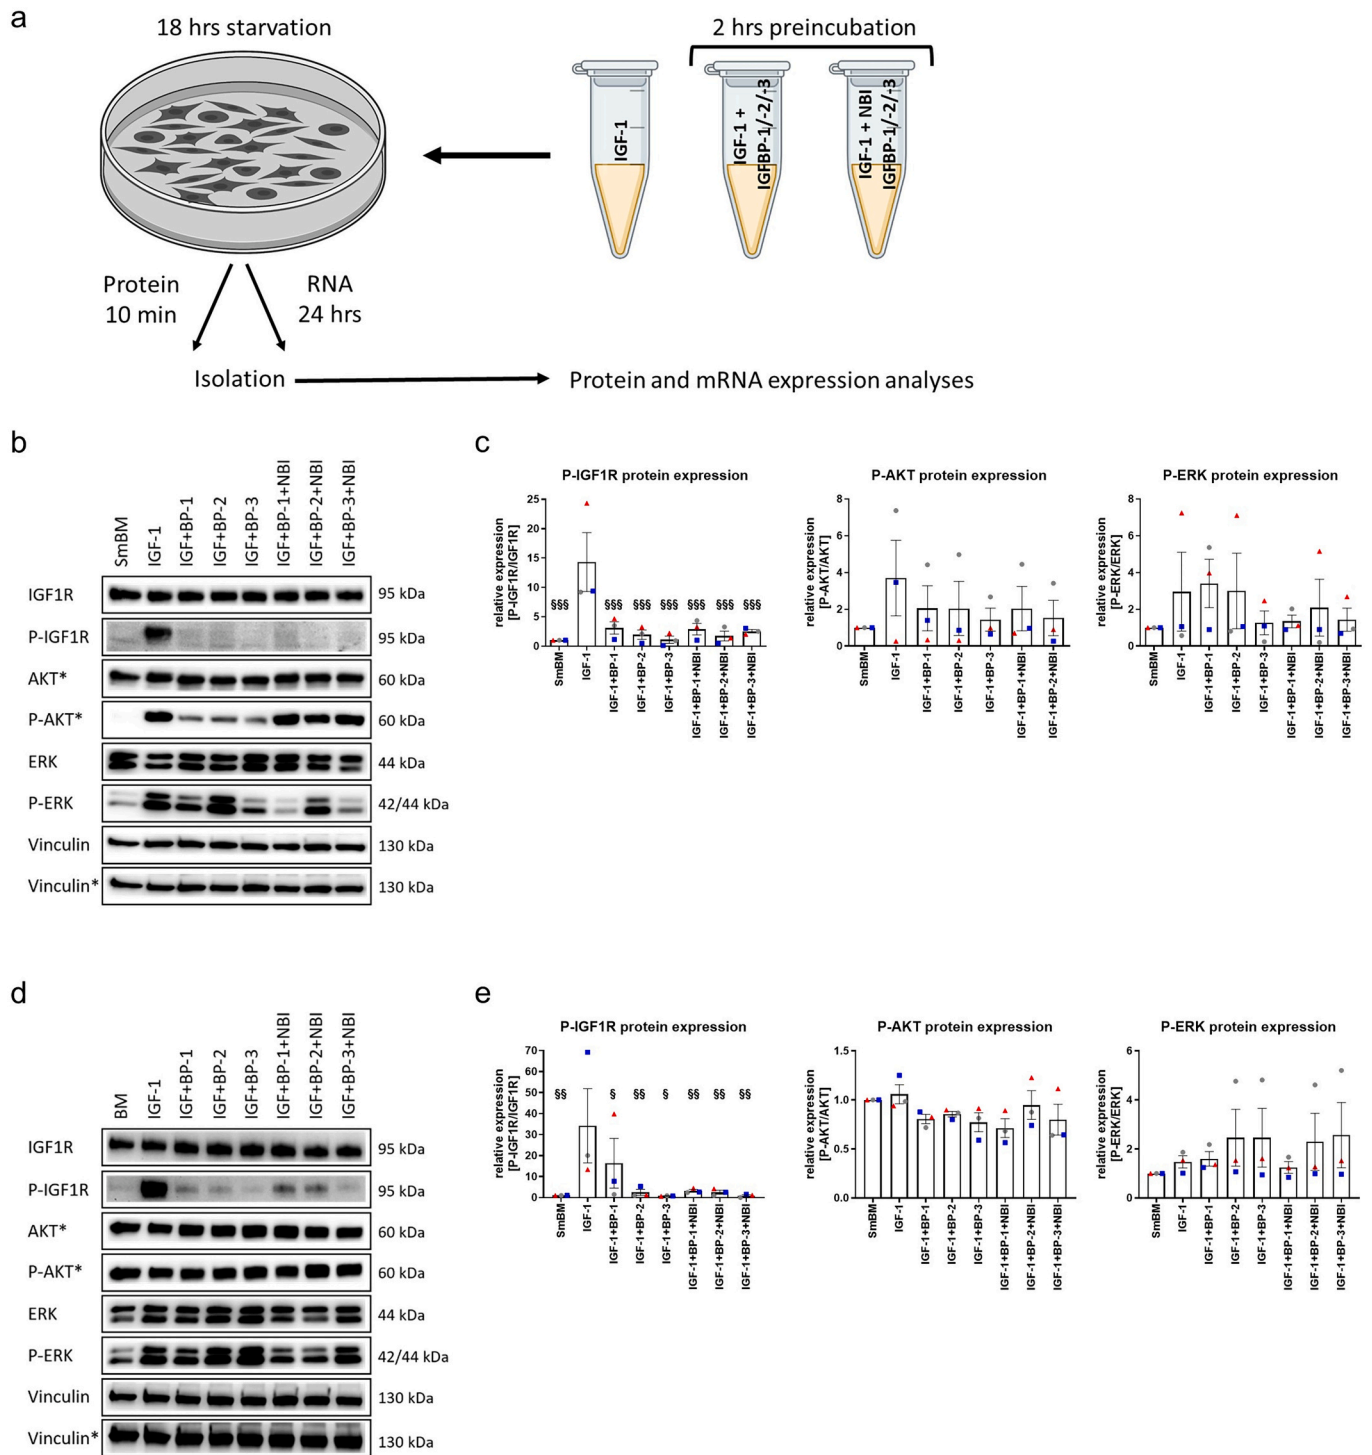 a
18 hrs starvation
2 hrs preincubation
IGF-1
IGF-1 +
IGFBP-1/-2/-3
IGF-1 + NBI
IGFBP-1/-2/-3
Protein
10 min
RNA
24 hrs
Isolation
Protein and mRNA expression analyses
b
SmBM
IGF-1
IGF+BP-1
IGF+BP-2
IGF+BP-3
IGF+BP-1+NBI
IGF+BP-2+NBI
IGF+BP-3+NBI
IGF1R
95 kDa
P-IGF1R
95 kDa
AKT*
60 kDa
P-AKT*
60 kDa
ERK
44 kDa
P-ERK
42/44 kDa
Vinculin
130 kDa
Vinculin*
130 kDa
c
P-IGF1R protein expression
relative expression
[P-IGF1R/IGF1R]
25
20
15
10
5
0
§§§ §§§ §§§ §§§ §§§ §§§ §§§
SmBM
IGF-1
IGF-1+BP-1
IGF-1+BP-2
IGF-1+BP-3
IGF-1+BP-1+NBI
IGF-1+BP-2+NBI
IGF-1+BP-3+NBI
P-AKT protein expression
relative expression
[P-AKT/AKT]
8
6
4
2
0
SmBM
IGF-1
IGF-1+BP-1
IGF-1+BP-2
IGF-1+BP-3
IGF-1+BP-1+NBI
IGF-1+BP-2+NBI
P-ERK protein expression
relative expression
[P-ERK/ERK]
8
6
4
2
0
SmBM
IGF-1
IGF-1+BP-1
IGF-1+BP-2
IGF-1+BP-3
IGF-1+BP-1+NBI
IGF-1+BP-2+NBI
IGF-1+BP-3+NBI
d
BM
IGF-1
IGF+BP-1
IGF+BP-2
IGF+BP-3
IGF+BP-1+NBI
IGF+BP-2+NBI
IGF+BP-3+NBI
IGF1R
95 kDa
P-IGF1R
95 kDa
AKT*
60 kDa
P-AKT*
60 kDa
ERK
44 kDa
P-ERK
42/44 kDa
Vinculin
130 kDa
Vinculin*
130 kDa
e
P-IGF1R protein expression
relative expression
[P-IGF1R/IGF1R]
70
60
50
40
30
20
10
0
§§ § §§ § §§ §§ §§
SmBM
IGF-1
IGF-1+BP-1
IGF-1+BP-2
IGF-1+BP-3
IGF-1+BP-1+NBI
IGF-1+BP-2+NBI
IGF-1+BP-3+NBI
P-AKT protein expression
relative expression
[P-AKT/AKT]
1.5
1.0
0.5
0.0
SmBM
IGF-1
IGF-1+BP-1
IGF-1+BP-2
IGF-1+BP-3
IGF-1+BP-1+NBI
IGF-1+BP-2+NBI
IGF-1+BP-3+NBI
P-ERK protein expression
relative expression
[P-ERK/ERK]
6
4
2
0
SmBM
IGF-1
IGF-1+BP-1
IGF-1+BP-2
IGF-1+BP-3
IGF-1+BP-1+NBI
IGF-1+BP-2+NBI
IGF-1+BP-3+NBI